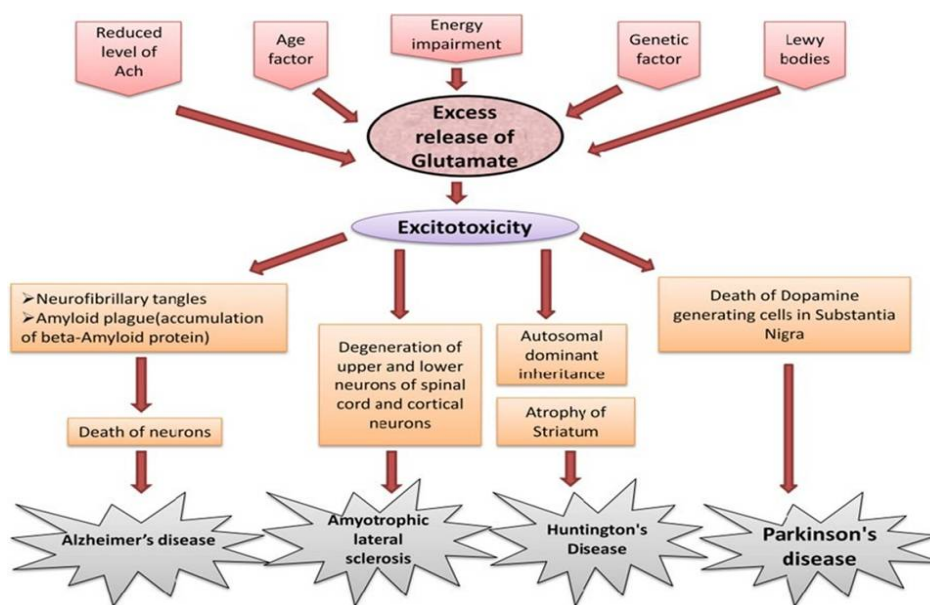 Reduced
level of
Ach
Age
factor
Energy
impairment
Genetic
factor
Lewy
bodies
Excess
release of
Glutamate
Excitotoxicity
➢Neurofibrillary tangles
➢Amyloid plague(accumulation
of beta-Amyloid protein)
Degeneration of
upper and lower
neurons of spinal
cord and cortical
neurons
Autosomal
dominant
inheritance
Death of Dopamine
generating cells in Substantia
Nigra
Death of neurons
Atrophy of
Striatum
Alzheimer’s disease
Amyotrophic
lateral
sclerosis
Huntington's
Disease
Parkinson's
disease